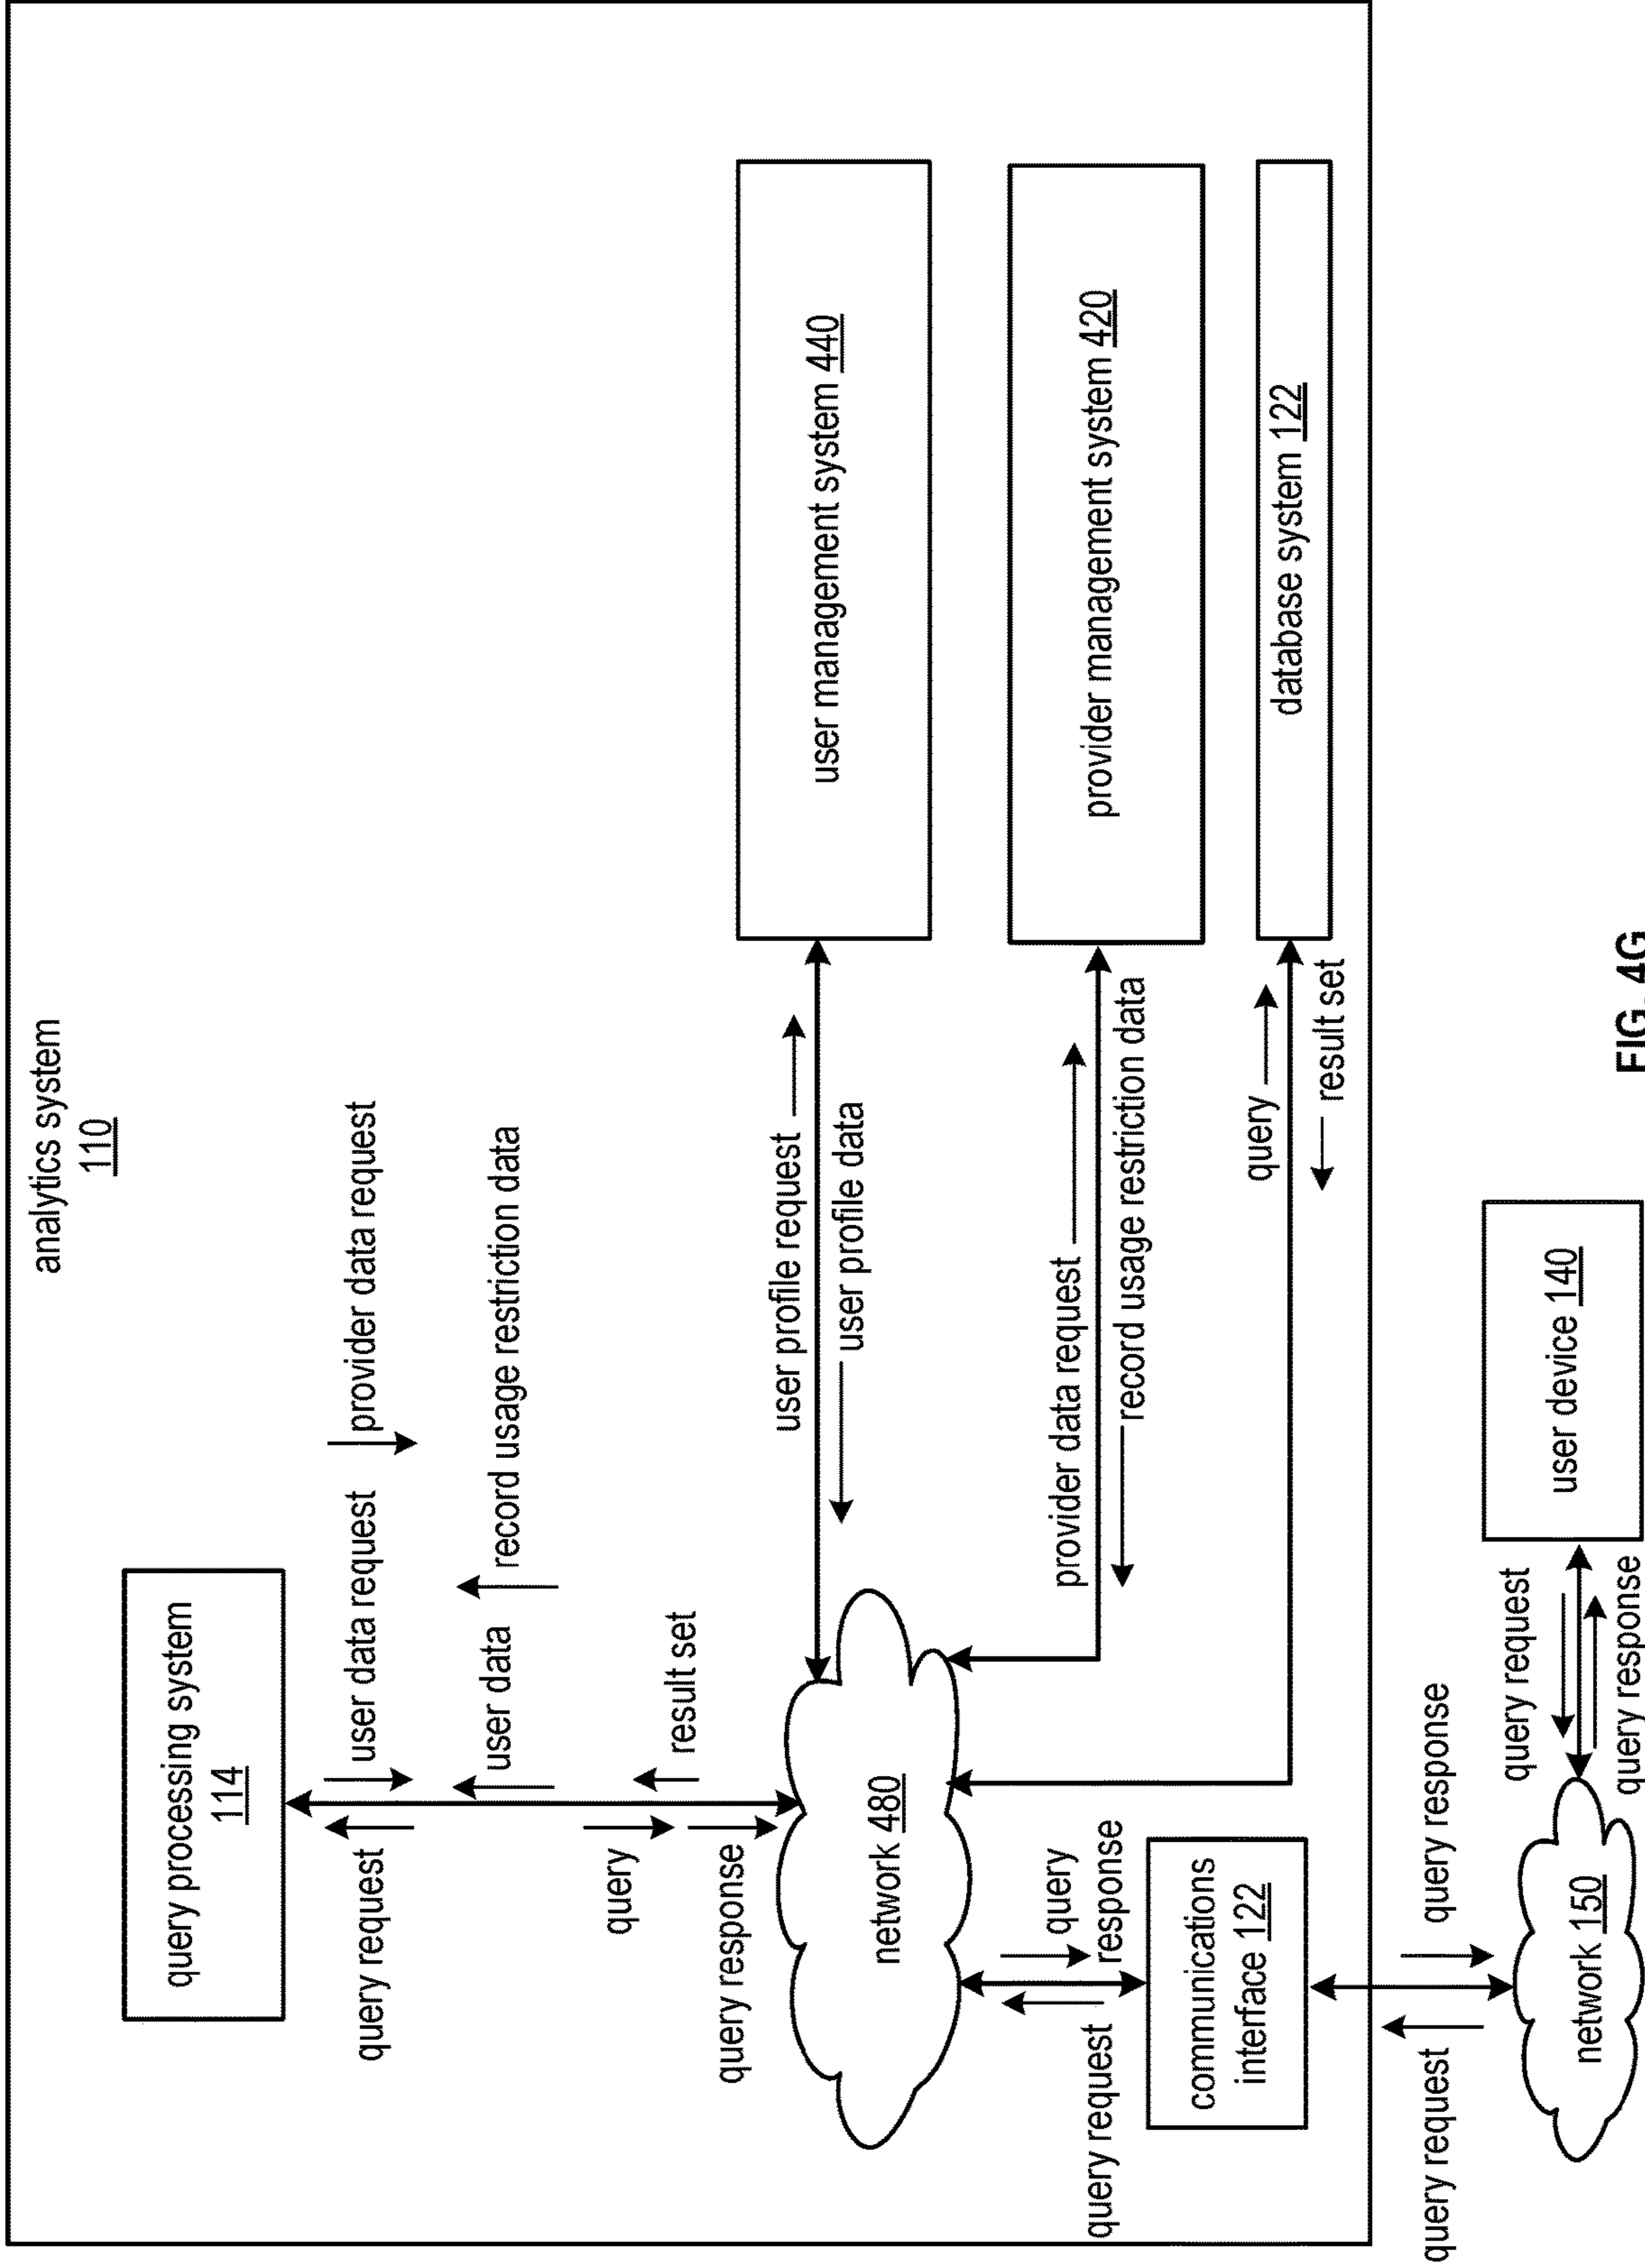 analytics system
110
query processing system
114
query request
user data request
provider data request
user data
record usage restriction data
query
result set
query response
network 480
user profile request
user profile data
user management system 440
provider data request
record usage restriction data
provider management system 420
query
result set
database system 122
query request
query
response
communications
interface 122
query request
query response
network 150
query request
query response
user device 140
FIG. 4G